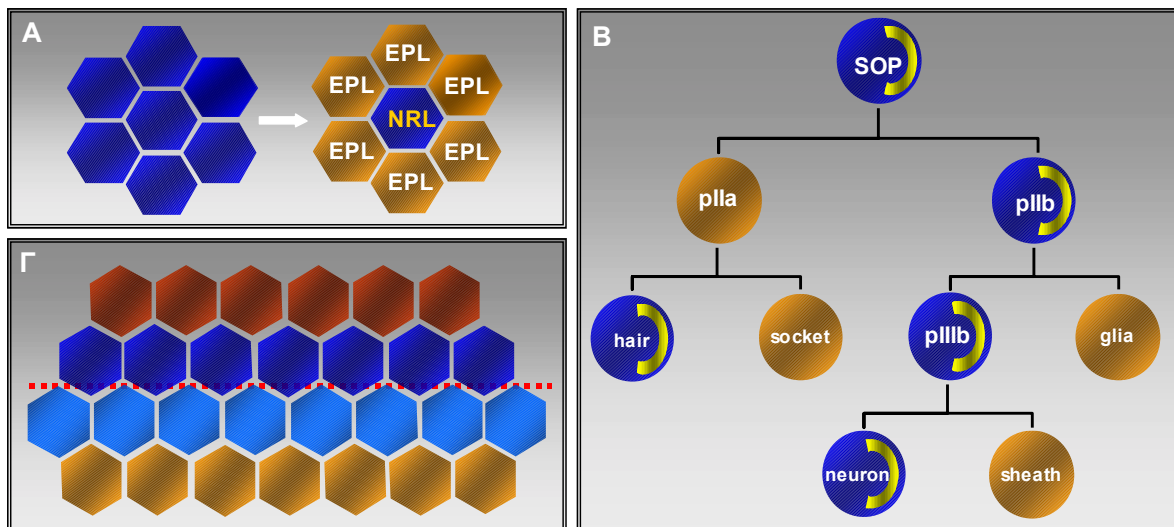 Α
EPL
EPL EPL
NRL
EPL EPL
EPL
Β
SOP
pIIa pIIb
hair socket pIIIb glia
neuron sheath
Γ